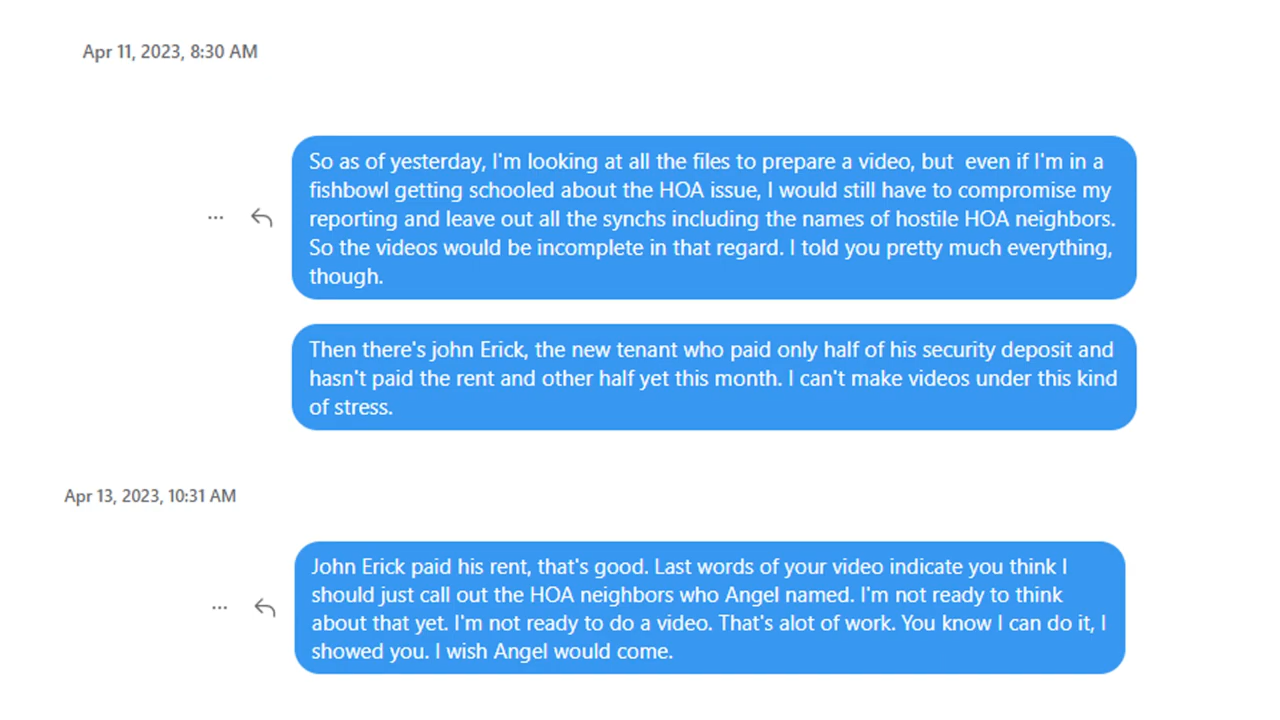 Apr 11, 2023, 8:30 AM
So as of yesterday, I'm looking at all the files to prepare a video, but  even if I'm in a
fishbowl getting schooled about the HOA issue, I would still have to compromise my
reporting and leave out all the synchs including the names of hostile HOA neighbors.
So the videos would be incomplete in that regard. I told you pretty much everything,
though.
Then there's john Erick, the new tenant who paid only half of his security deposit and
hasn't paid the rent and other half yet this month. I can't make videos under this kind
of stress.
Apr 13, 2023, 10:31 AM
John Erick paid his rent, that's good. Last words of your video indicate you think I
should just call out the HOA neighbors who Angel named. I'm not ready to think
about that yet. I'm not ready to do a video. That's alot of work. You know I can do it, I
showed you. I wish Angel would come.